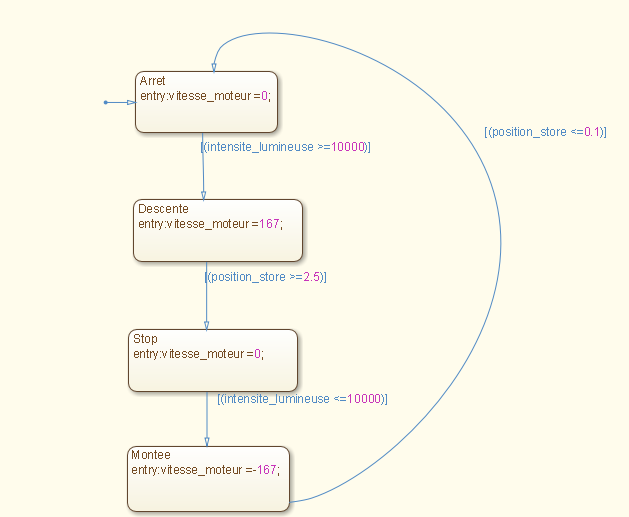 Arret
entry:vitesse_moteur =0;
[(position_store <=0.1)]
[(intensite_lumineuse >=10000)]
Descente
entry:vitesse_moteur =167;
[(position_store >=2.5)]
Stop
entry:vitesse_moteur =0;
[(intensite_lumineuse <=10000)]
Montee
entry:vitesse_moteur =-167;